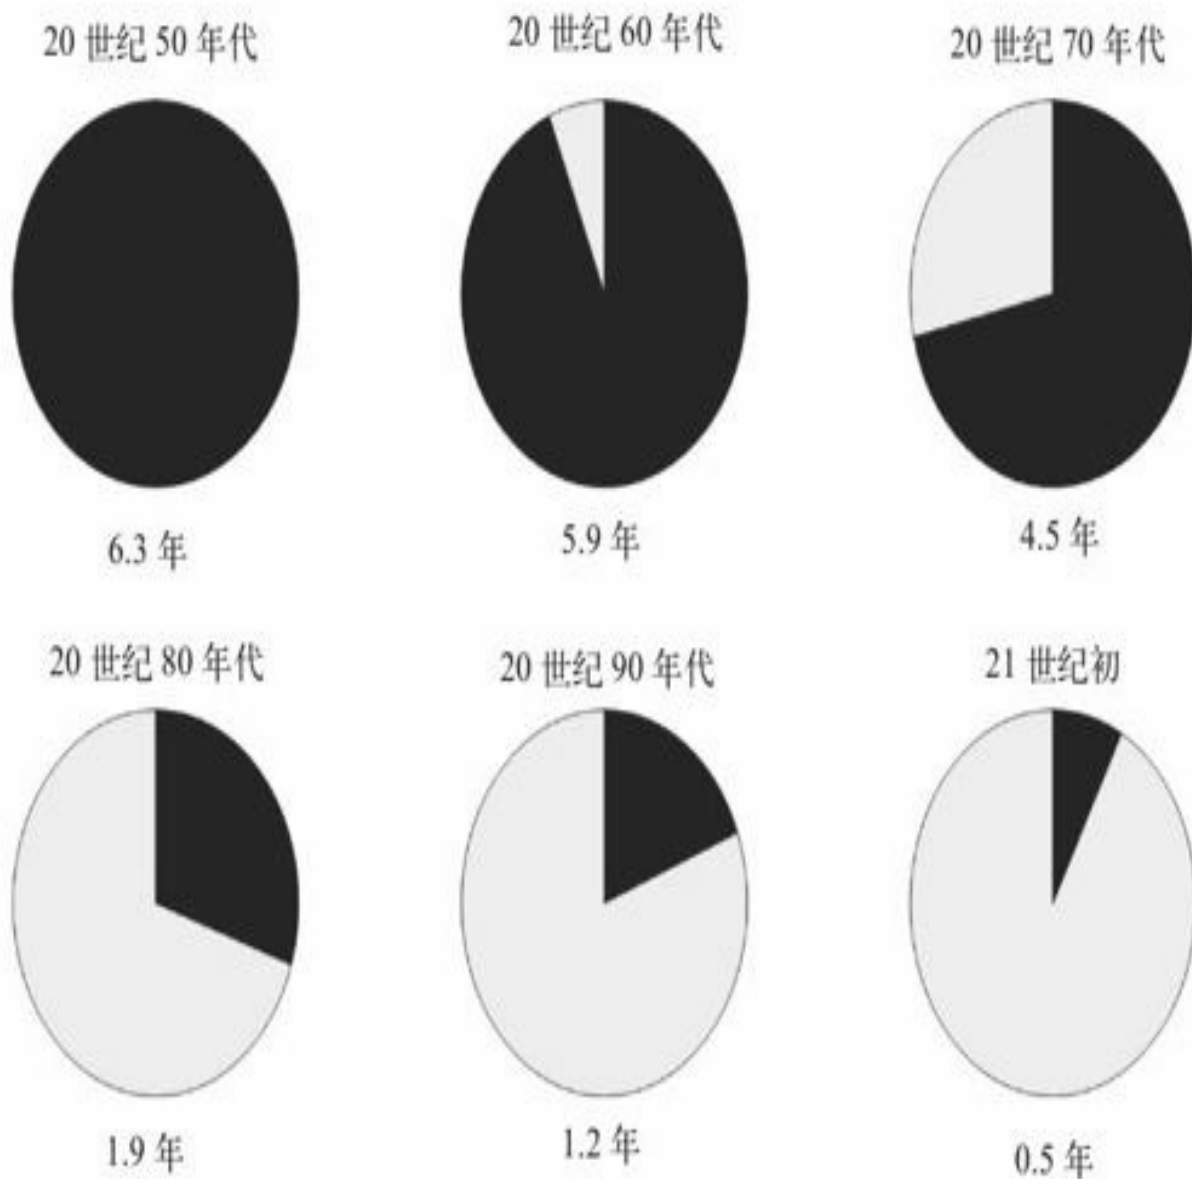 20 世纪 50 年代
20 世纪 60 年代
20 世纪 70 年代
6.3 年
5.9 年
4.5 年
20 世纪 80 年代
20 世纪 90 年代
21 世纪初
1.9 年
1.2 年
0.5 年